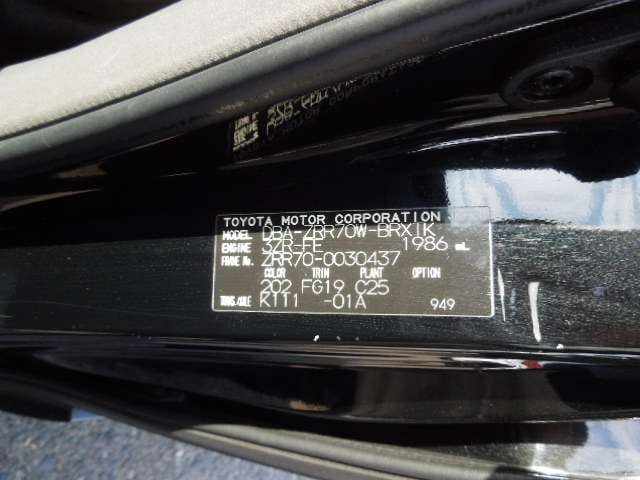 TOYOTA MOTOR CORPORATION
MODEL DBA-ZRR70W-BRXIK
ENGINE 3ZR-FE 1986 mL
FRAME No. ZRR70-0030437
COLOR TRIM PLANT OPTION
202 FG19 C25
TRANS./AXLE K111 -01A 949